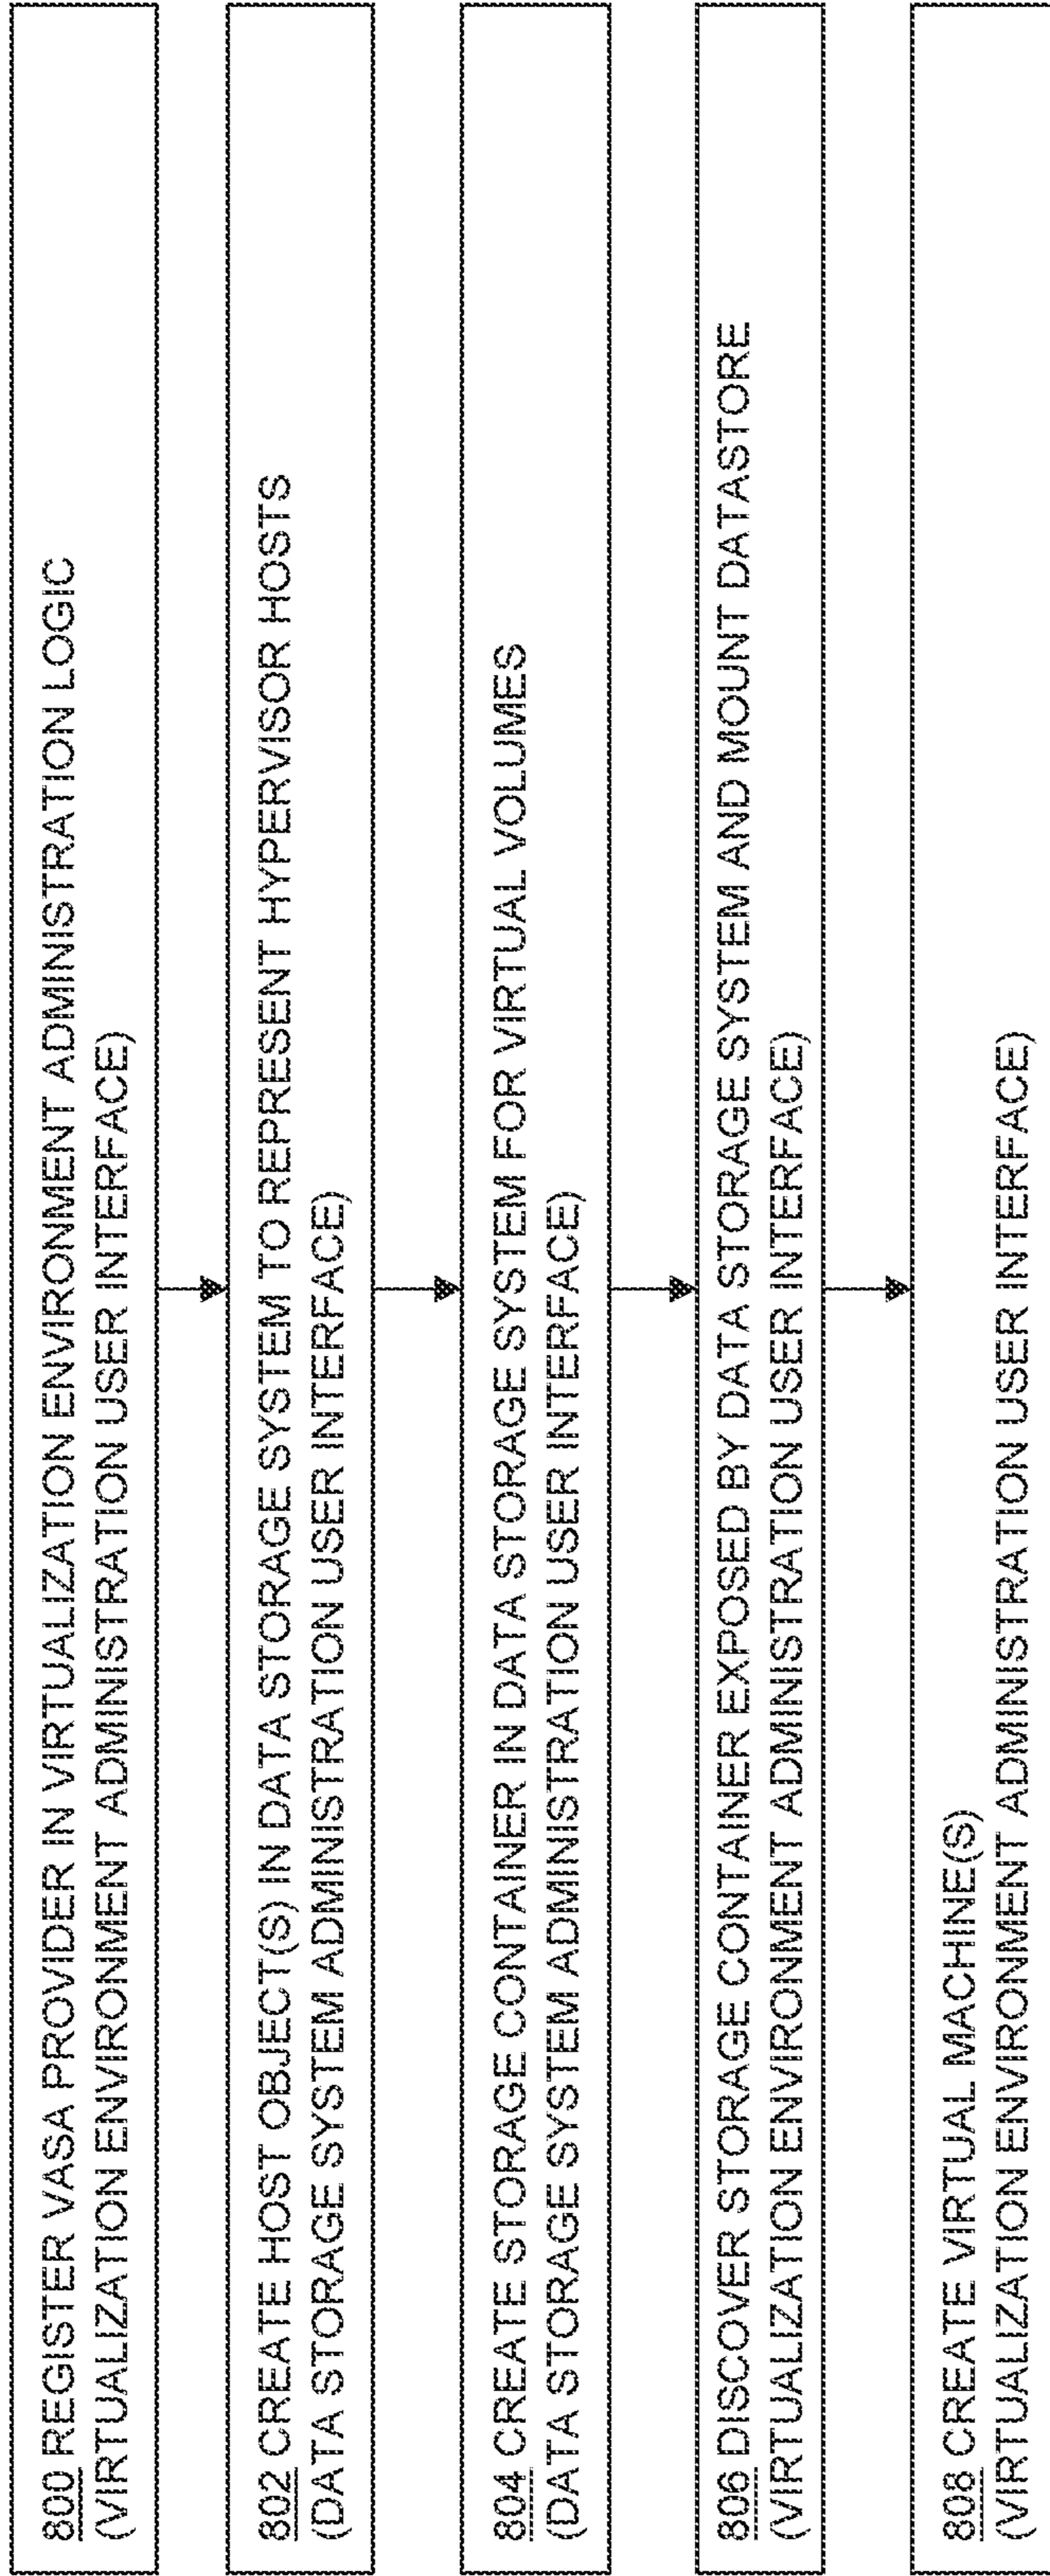 800 REGISTER VASA PROVIDER IN VIRTUALIZATION ENVIRONMENT ADMINISTRATION LOGIC
(VIRTUALIZATION ENVIRONMENT ADMINISTRATION USER INTERFACE)
802 CREATE HOST OBJECT(S) IN DATA STORAGE SYSTEM TO REPRESENT HYPERVISOR HOSTS
(DATA STORAGE SYSTEM ADMINISTRATION USER INTERFACE)
804 CREATE STORAGE CONTAINER IN DATA STORAGE SYSTEM FOR VIRTUAL VOLUMES
(DATA STORAGE SYSTEM ADMINISTRATION USER INTERFACE)
806 DISCOVER STORAGE CONTAINER EXPOSED BY DATA STORAGE SYSTEM AND MOUNT DATASTORE
(VIRTUALIZATION ENVIRONMENT ADMINISTRATION USER INTERFACE)
808 CREATE VIRTUAL MACHINE(S)
(VIRTUALIZATION ENVIRONMENT ADMINISTRATION USER INTERFACE)